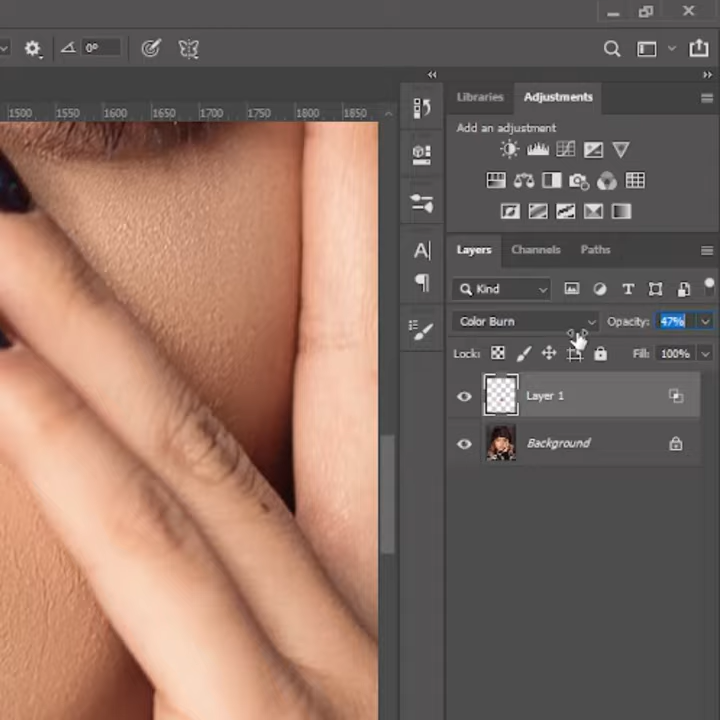 0°
1500 1550 1600 1650 1700 1750 1800 1850
Libraries Adjustments
Add an adjustment
Layers Channels Paths
Kind
Color Burn Opacity: 47%
Lock: Fill: 100%
Layer 1
Background